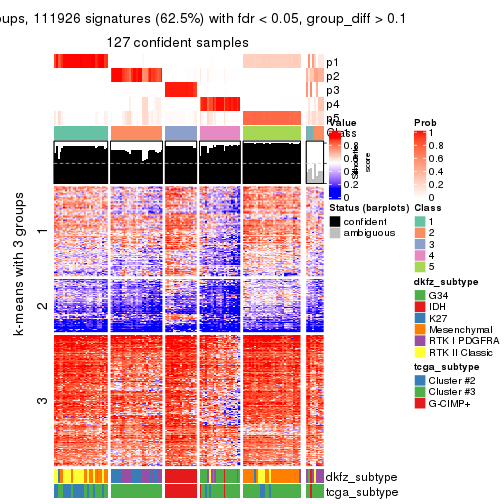 oups, 111926 signatures (62.5%) with fdr < 0.05, group_diff > 0.1
127 confident samples
p1
p2
p3
p4
p5
Class
Silhouette
score
k-means with 3 groups
1
2
3
Value
1
0.8
0.6
0.4
0.2
0
Prob
1
0.8
0.6
0.4
0.2
0
Status (barplots)
confident
ambiguous
Class
1
2
3
4
5
dkfz_subtype
G34
IDH
K27
Mesenchymal
RTK I PDGFRA
RTK II Classic
tcga_subtype
Cluster #2
Cluster #3
G-CIMP+
dkfz_subtype
tcga_subtype